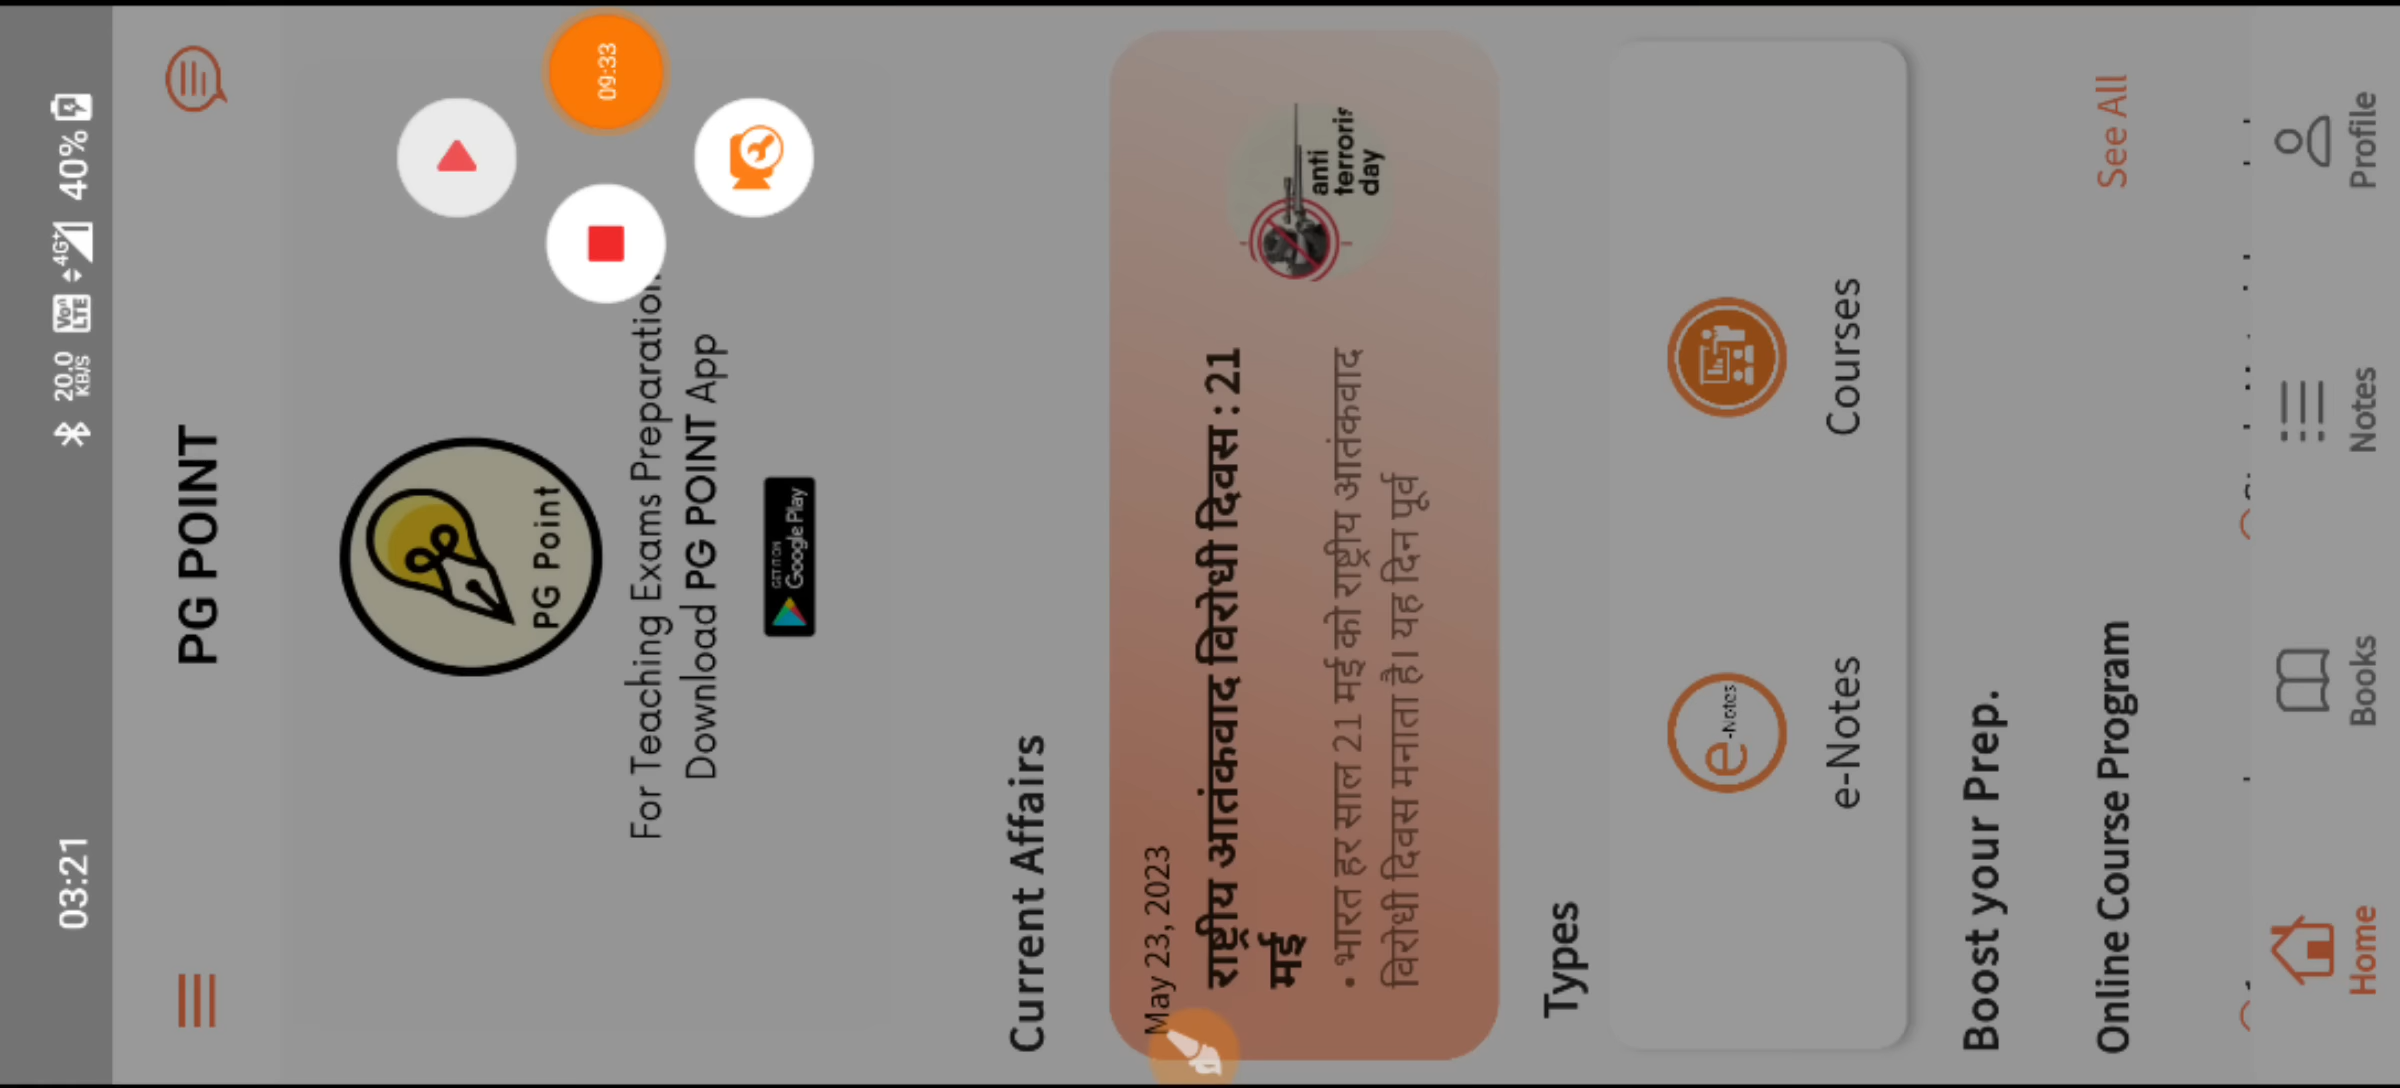 03:21
20.0
KB/S
Vo))
LTE
4G+
40%
PG POINT
09:33
PG Point
For Teaching Exams Preparation
Download PG POINT App
GET IT ON
Google Play
Current Affairs
May 23, 2023
राष्ट्रीय आतंकवाद विरोधी दिवस : 21
मई
• भारत हर साल 21 मई को राष्ट्रीय आतंकवाद
विरोधी दिवस मनाता है। यह दिन पूर्व
anti
terroris
day
Types
e-Notes
e-Notes
Courses
Boost your Prep.
Online Course Program
See All
Home
Books
Notes
Profile